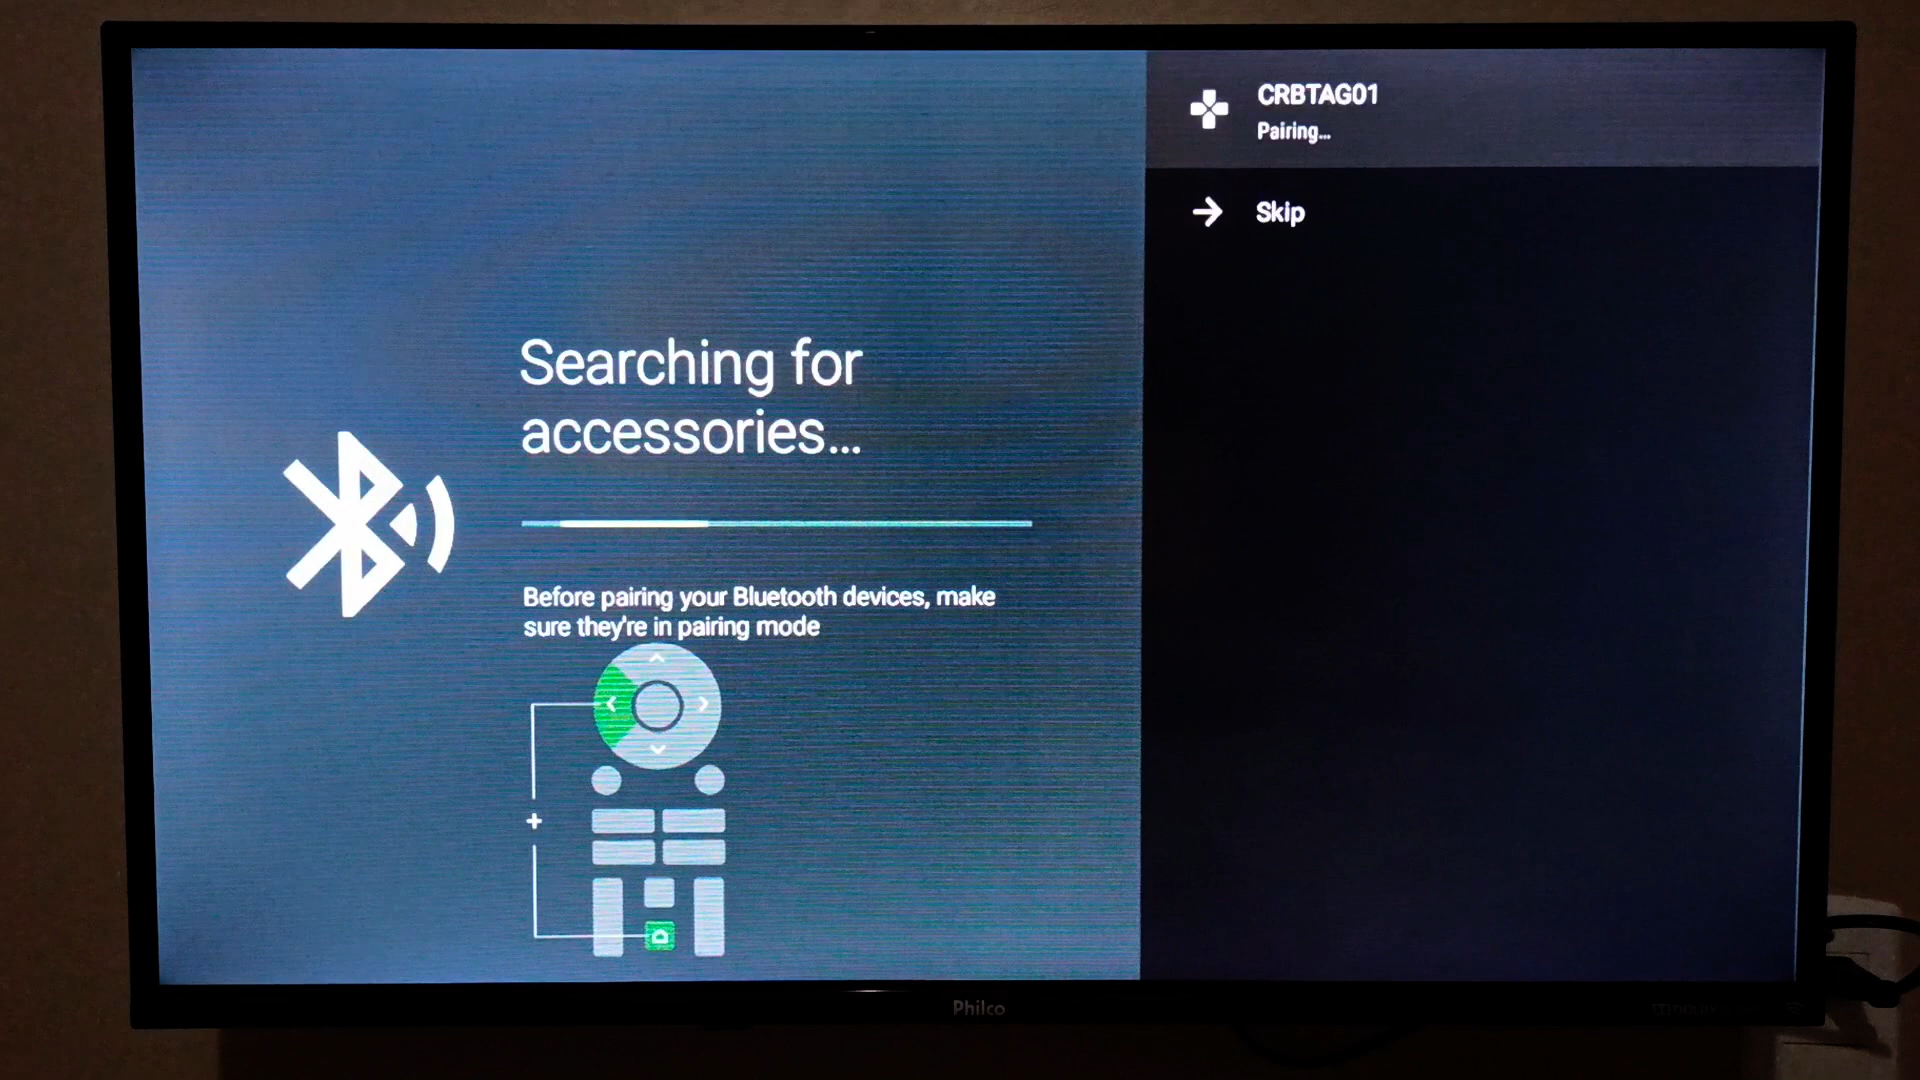 CRBTAG01
Pairing...
Skip
Searching for
accessories...
Before pairing your Bluetooth devices, make
sure they're in pairing mode
+
Philco